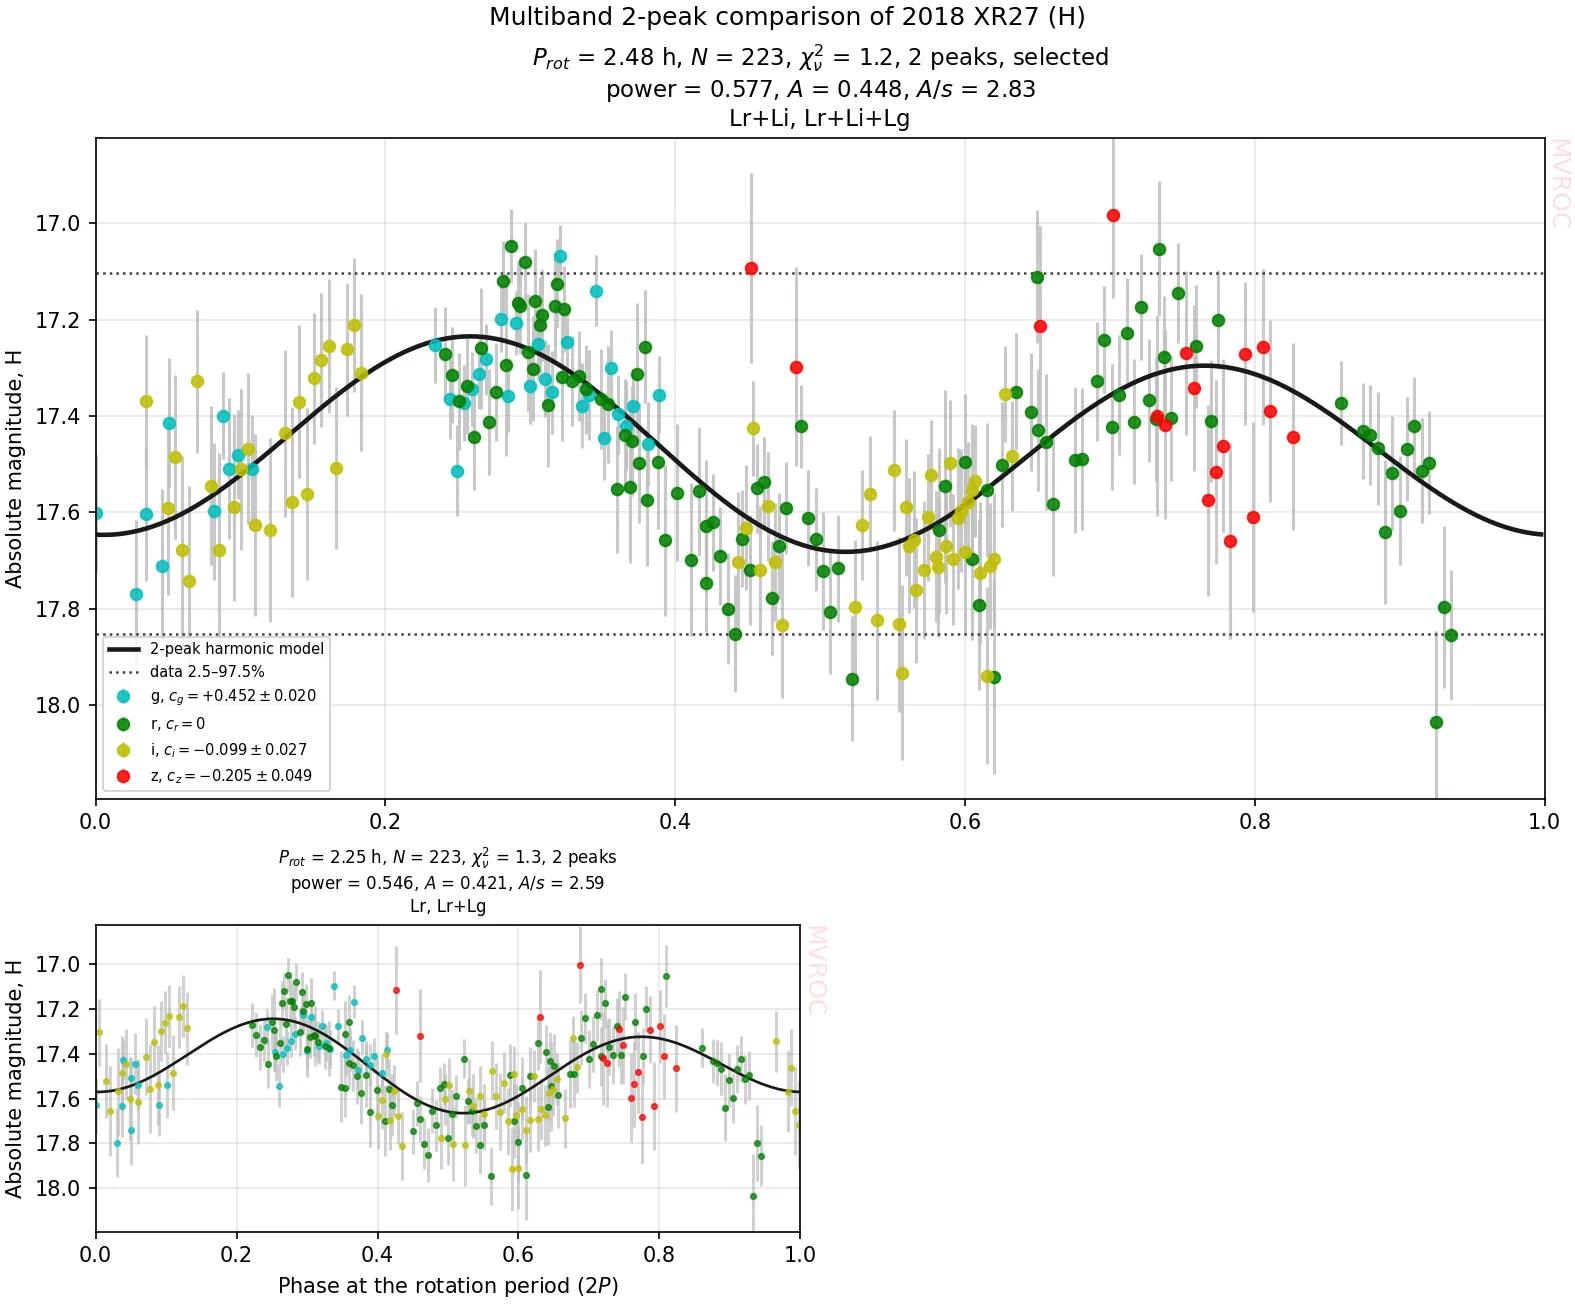 Multiband 2-peak comparison of 2018 XR27 (H)
P_rot = 2.48 h, N = 223, χ²_ν = 1.2, 2 peaks, selected
power = 0.577, A = 0.448, A/s = 2.83
Lr+Li, Lr+Li+Lg
MVROC
Absolute magnitude, H
17.0
17.2
17.4
17.6
17.8
18.0
2-peak harmonic model
data 2.5–97.5%
g, c_g = +0.452 ± 0.020
r, c_r = 0
i, c_i = −0.099 ± 0.027
z, c_z = −0.205 ± 0.049
0.0 0.2 0.4 0.6 0.8 1.0
P_rot = 2.25 h, N = 223, χ²_ν = 1.3, 2 peaks
power = 0.546, A = 0.421, A/s = 2.59
Lr, Lr+Lg
MVROC
Absolute magnitude, H
17.0
17.2
17.4
17.6
17.8
18.0
0.0 0.2 0.4 0.6 0.8 1.0
Phase at the rotation period (2P)